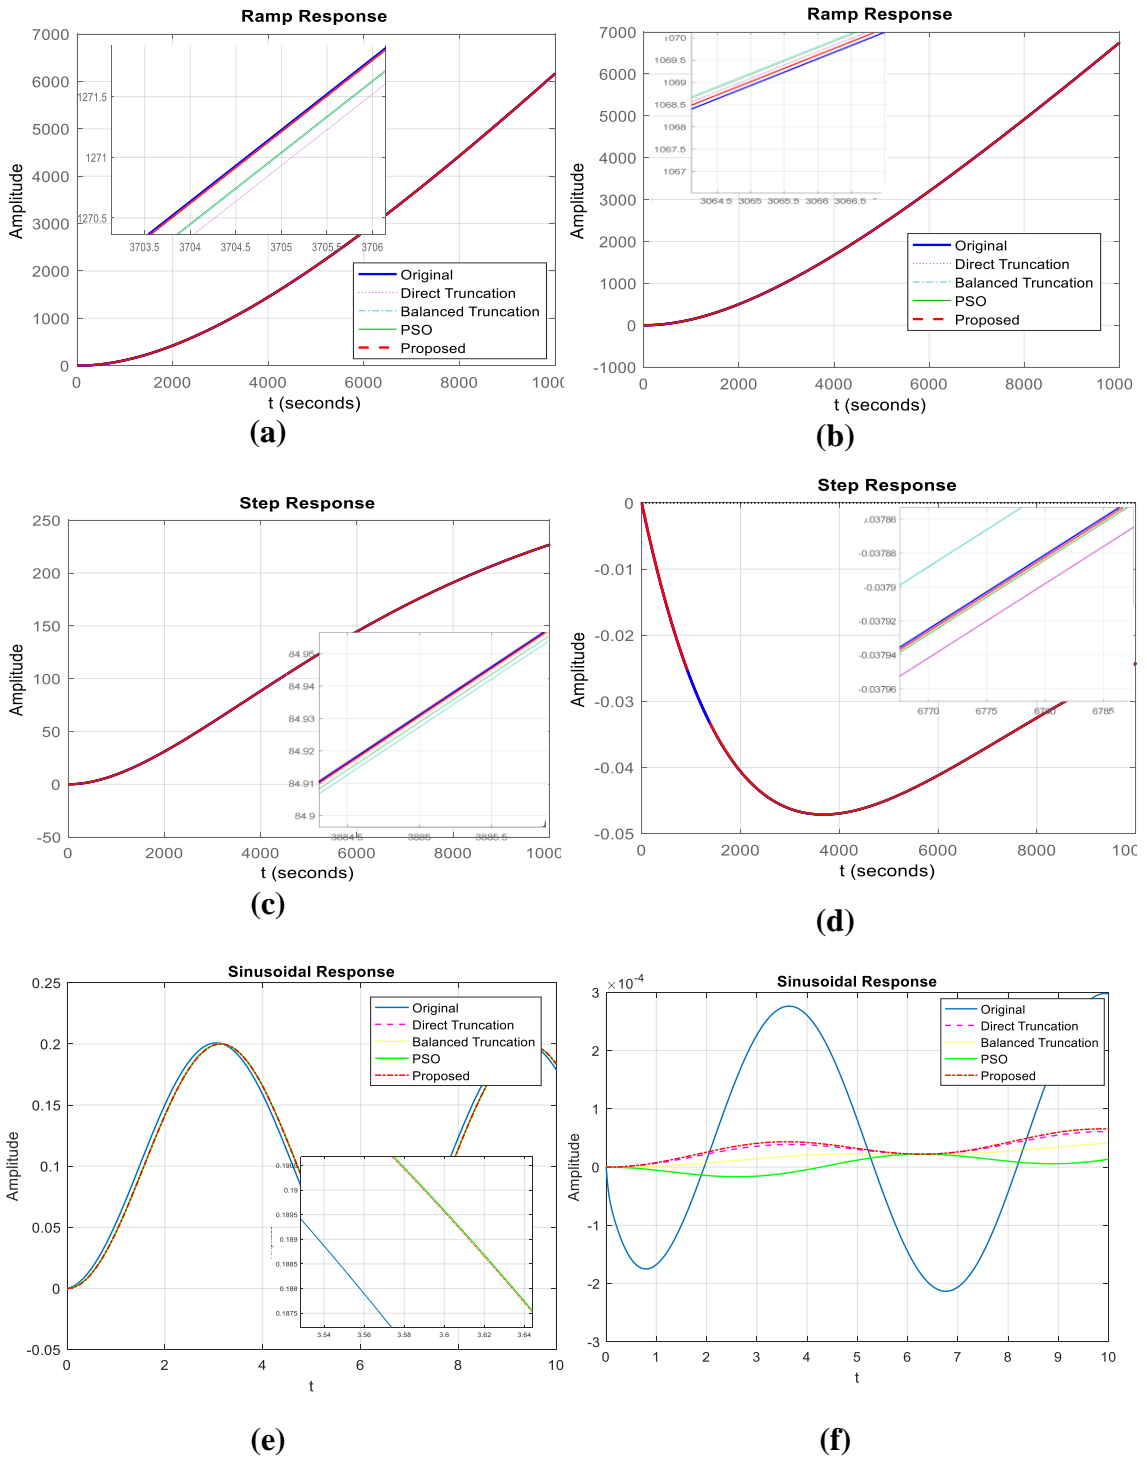 Ramp Response
7000
6000
5000
4000
3000
2000
1000
0
Amplitude
1271.5
1271
1270.5
3703.5 3704 3704.5 3705 3705.5 3706
Original
Direct Truncation
Balanced Truncation
PSO
Proposed
0 2000 4000 6000 8000 1000
t (seconds)
(a)
Ramp Response
7000
6000
5000
4000
3000
2000
1000
0
-1000
Amplitude
1069.5
1069
1068.5
1068
1067.5
1067
3064.5 3065 3065.5 3066 3066.5
Original
Direct Truncation
Balanced Truncation
PSO
Proposed
0 2000 4000 6000 8000 1000
t (seconds)
(b)
Step Response
250
200
150
100
50
0
-50
Amplitude
84.95
84.94
84.93
84.92
84.91
84.9
3884.5 3885 3885.5
0 2000 4000 6000 8000 1000
t (seconds)
(c)
Step Response
0
-0.01
-0.02
-0.03
-0.04
-0.05
Amplitude
-0.03788
-0.0379
-0.03792
-0.03794
-0.03796
6770 6775 6780 6785
0 2000 4000 6000 8000 100
t (seconds)
(d)
Sinusoidal Response
0.25
0.2
0.15
0.1
0.05
0
-0.05
Amplitude
Original
Direct Truncation
Balanced Truncation
PSO
Proposed
0.1905
0.19
0.1895
0.189
0.1885
0.188
0.1875
3.54 3.56 3.58 3.6 3.62 3.64
0 2 4 6 8 10
t
(e)
Sinusoidal Response
×10-4
3
2
1
0
-1
-2
-3
Amplitude
Original
Direct Truncation
Balanced Truncation
PSO
Proposed
0 1 2 3 4 5 6 7 8 9 10
t
(f)